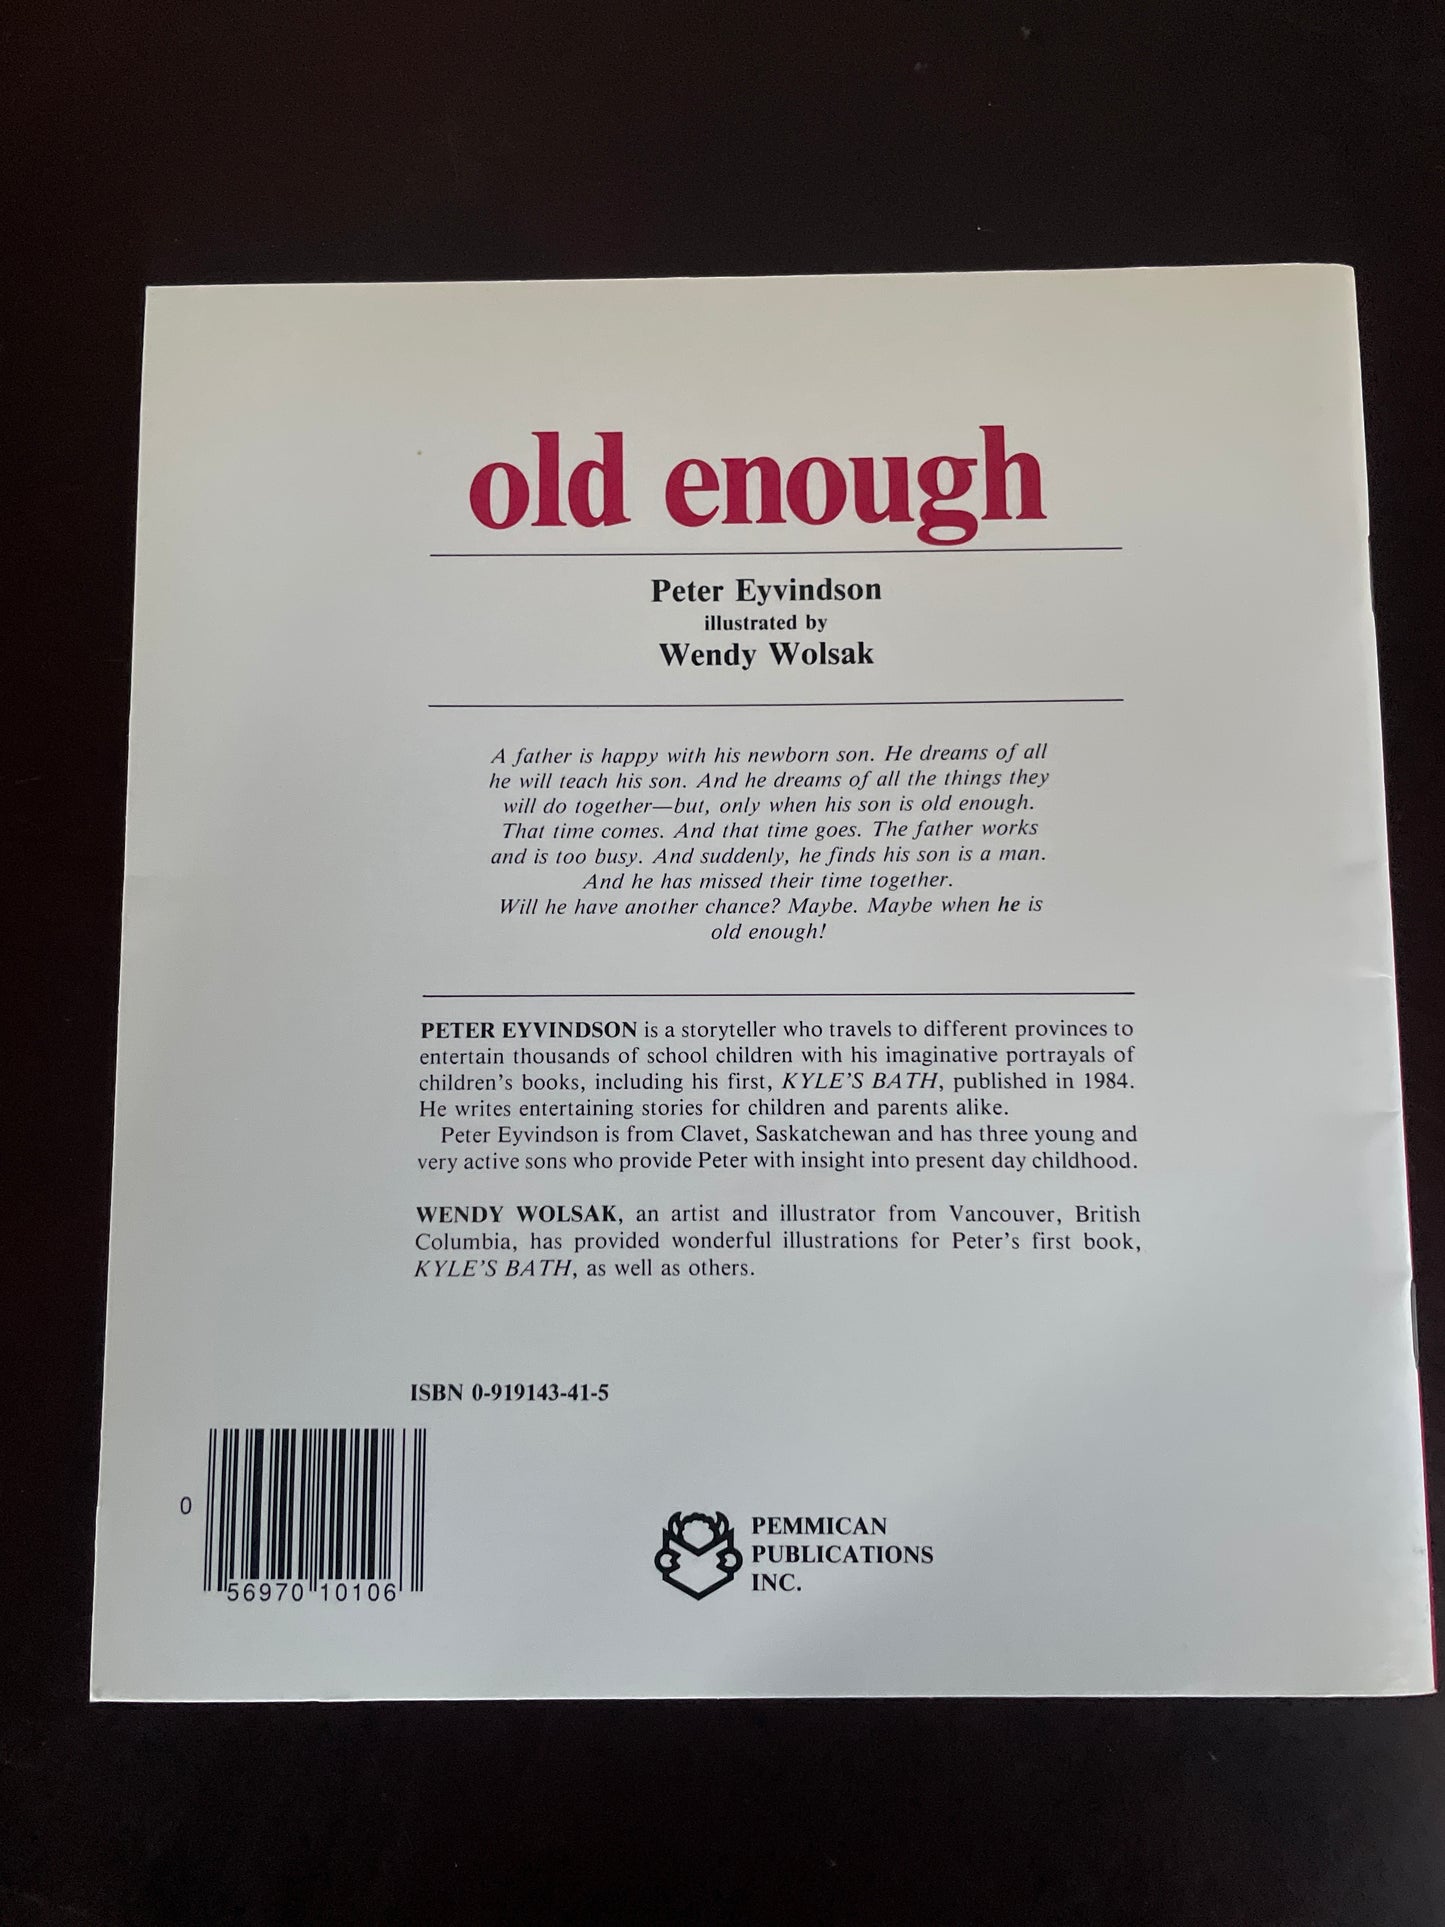 old enough
Peter Eyvindson
illustrated by
Wendy Wolsak
A father is happy with his newborn son. He dreams of all
he will teach his son. And he dreams of all the things they
will do together—but, only when his son is old enough.
That time comes. And that time goes. The father works
and is too busy. And suddenly, he finds his son is a man.
And he has missed their time together.
Will he have another chance? Maybe. Maybe when he is
old enough!
PETER EYVINDSON is a storyteller who travels to different provinces to
entertain thousands of school children with his imaginative portrayals of
children's books, including his first, KYLE'S BATH, published in 1984.
He writes entertaining stories for children and parents alike.
Peter Eyvindson is from Clavet, Saskatchewan and has three young and
very active sons who provide Peter with insight into present day childhood.
WENDY WOLSAK, an artist and illustrator from Vancouver, British
Columbia, has provided wonderful illustrations for Peter's first book,
KYLE'S BATH, as well as others.
ISBN 0-919143-41-5
0
56970 10106
PEMMICAN
PUBLICATIONS
INC.